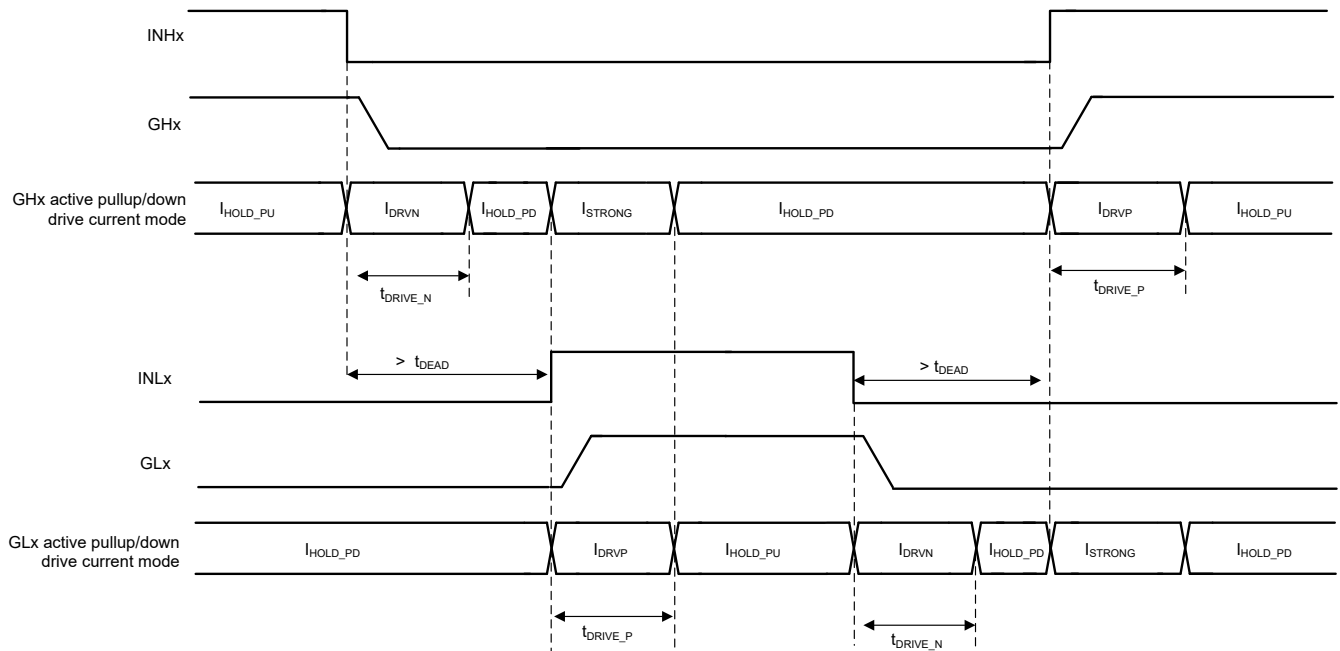 INHx
GHx
GHx active pullup/down
drive current mode
I_HOLD_PU I_DRVN I_HOLD_PD I_STRONG I_HOLD_PD I_DRVP I_HOLD_PU
t_DRIVE_N t_DRIVE_P
> t_DEAD > t_DEAD
INLx
GLx
GLx active pullup/down
drive current mode
I_HOLD_PD I_DRVP I_HOLD_PU I_DRVN I_HOLD_PD I_STRONG I_HOLD_PD
t_DRIVE_P t_DRIVE_N